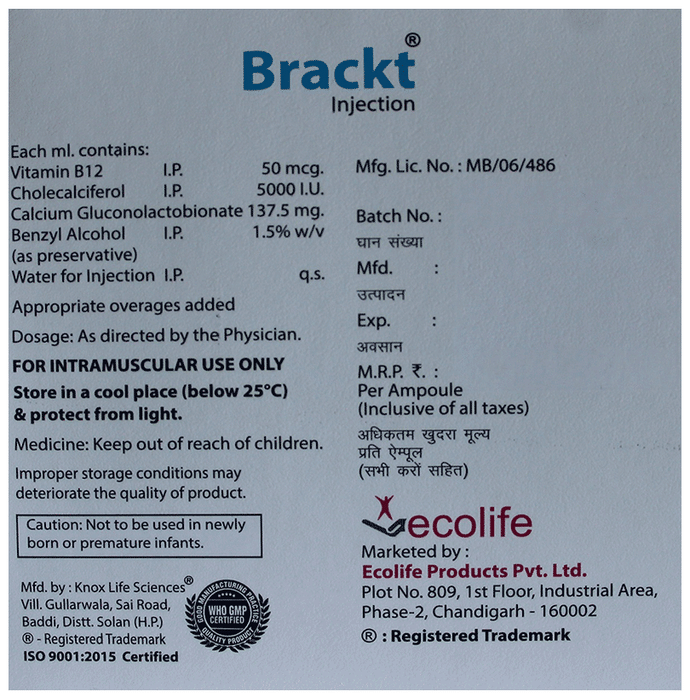 Brackt®
Injection
Each ml. contains:
Vitamin B12 I.P. 50 mcg.
Cholecalciferol I.P. 5000 I.U.
Calcium Gluconolactobionate 137.5 mg.
Benzyl Alcohol I.P. 1.5% w/v
(as preservative)
Water for Injection I.P. q.s.
Appropriate overages added
Dosage: As directed by the Physician.
FOR INTRAMUSCULAR USE ONLY
Store in a cool place (below 25°C)
& protect from light.
Medicine: Keep out of reach of children.
Improper storage conditions may
deteriorate the quality of product.
Caution: Not to be used in newly
born or premature infants.
Mfd. by : Knox Life Sciences®
Vill. Gullarwala, Sai Road,
Baddi, Distt. Solan (H.P.)
® - Registered Trademark
ISO 9001:2015 Certified
GOOD MANUFACTURING PRACTICE
WHO GMP
CERTIFIED
QUALITY PRODUCT
Mfg. Lic. No. : MB/06/486
Batch No. :
घान संख्या
Mfd. :
उत्पादन
Exp. :
अवसान
M.R.P. ₹. :
Per Ampoule
(Inclusive of all taxes)
अधिकतम खुदरा मूल्य
प्रति ऐम्पूल
(सभी करों सहित)
ecolife
Marketed by :
Ecolife Products Pvt. Ltd.
Plot No. 809, 1st Floor, Industrial Area,
Phase-2, Chandigarh - 160002
® : Registered Trademark